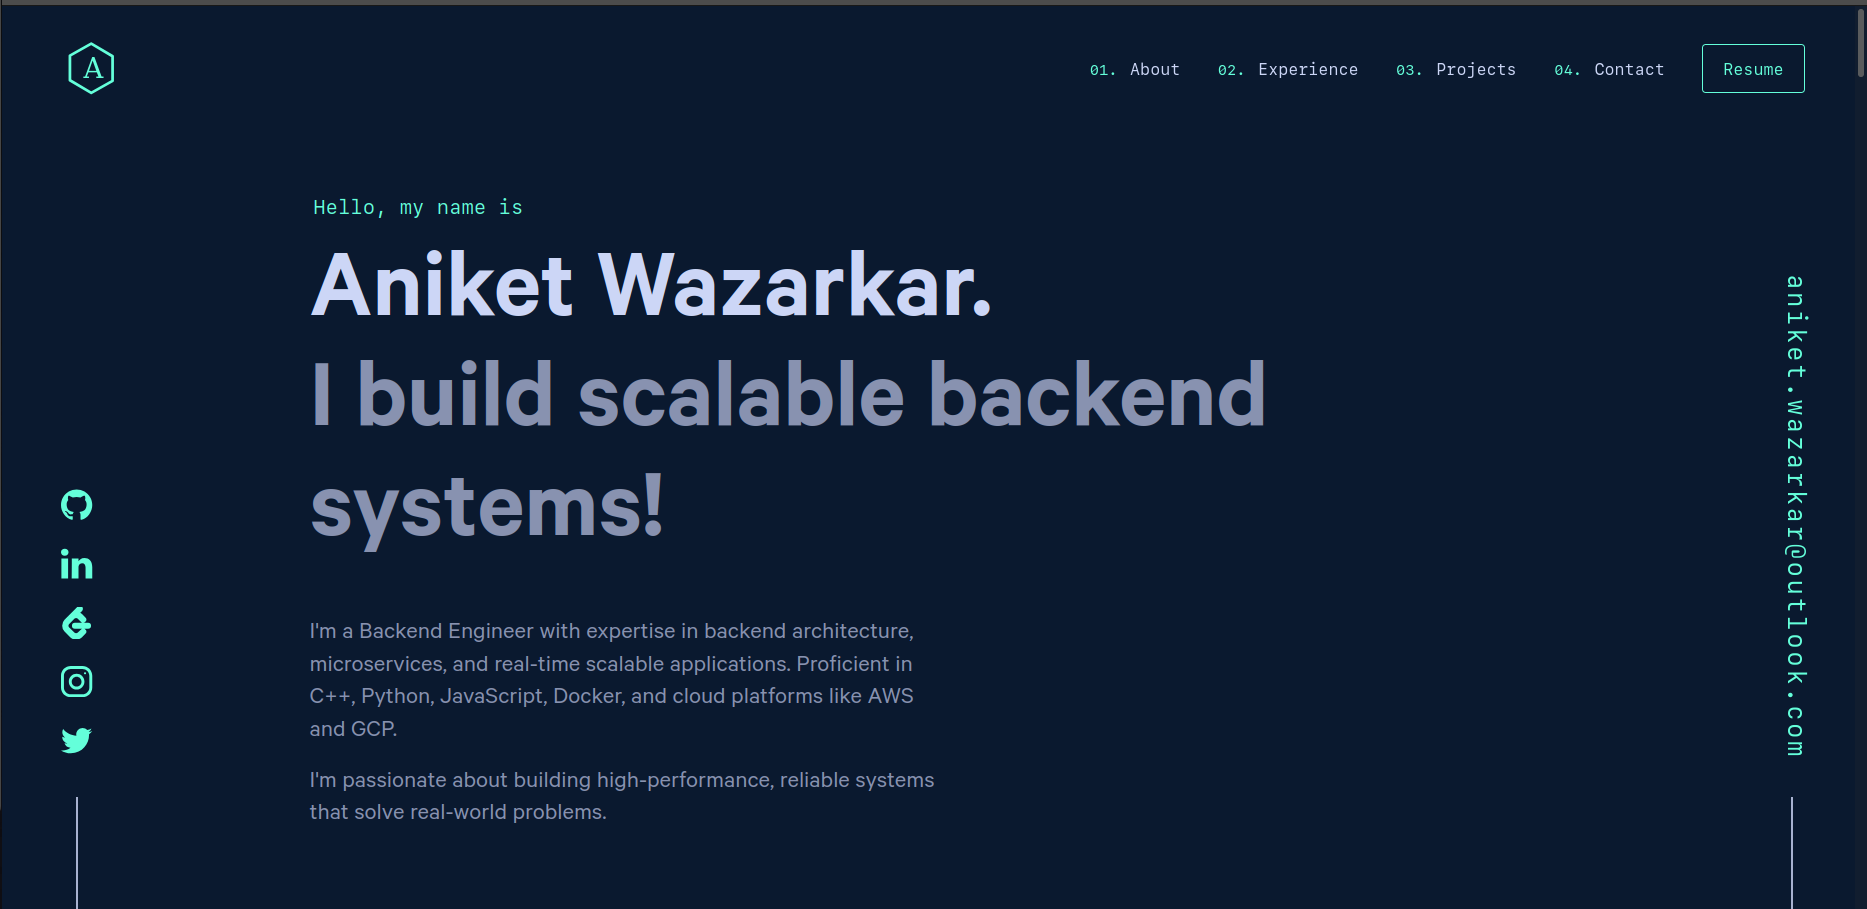 A
01. About 02. Experience 03. Projects 04. Contact Resume
Hello, my name is
Aniket Wazarkar.
I build scalable backend
systems!
I'm a Backend Engineer with expertise in backend architecture,
microservices, and real-time scalable applications. Proficient in
C++, Python, JavaScript, Docker, and cloud platforms like AWS
and GCP.
I'm passionate about building high-performance, reliable systems
that solve real-world problems.
in
aniket.wazarkar@outlook.com